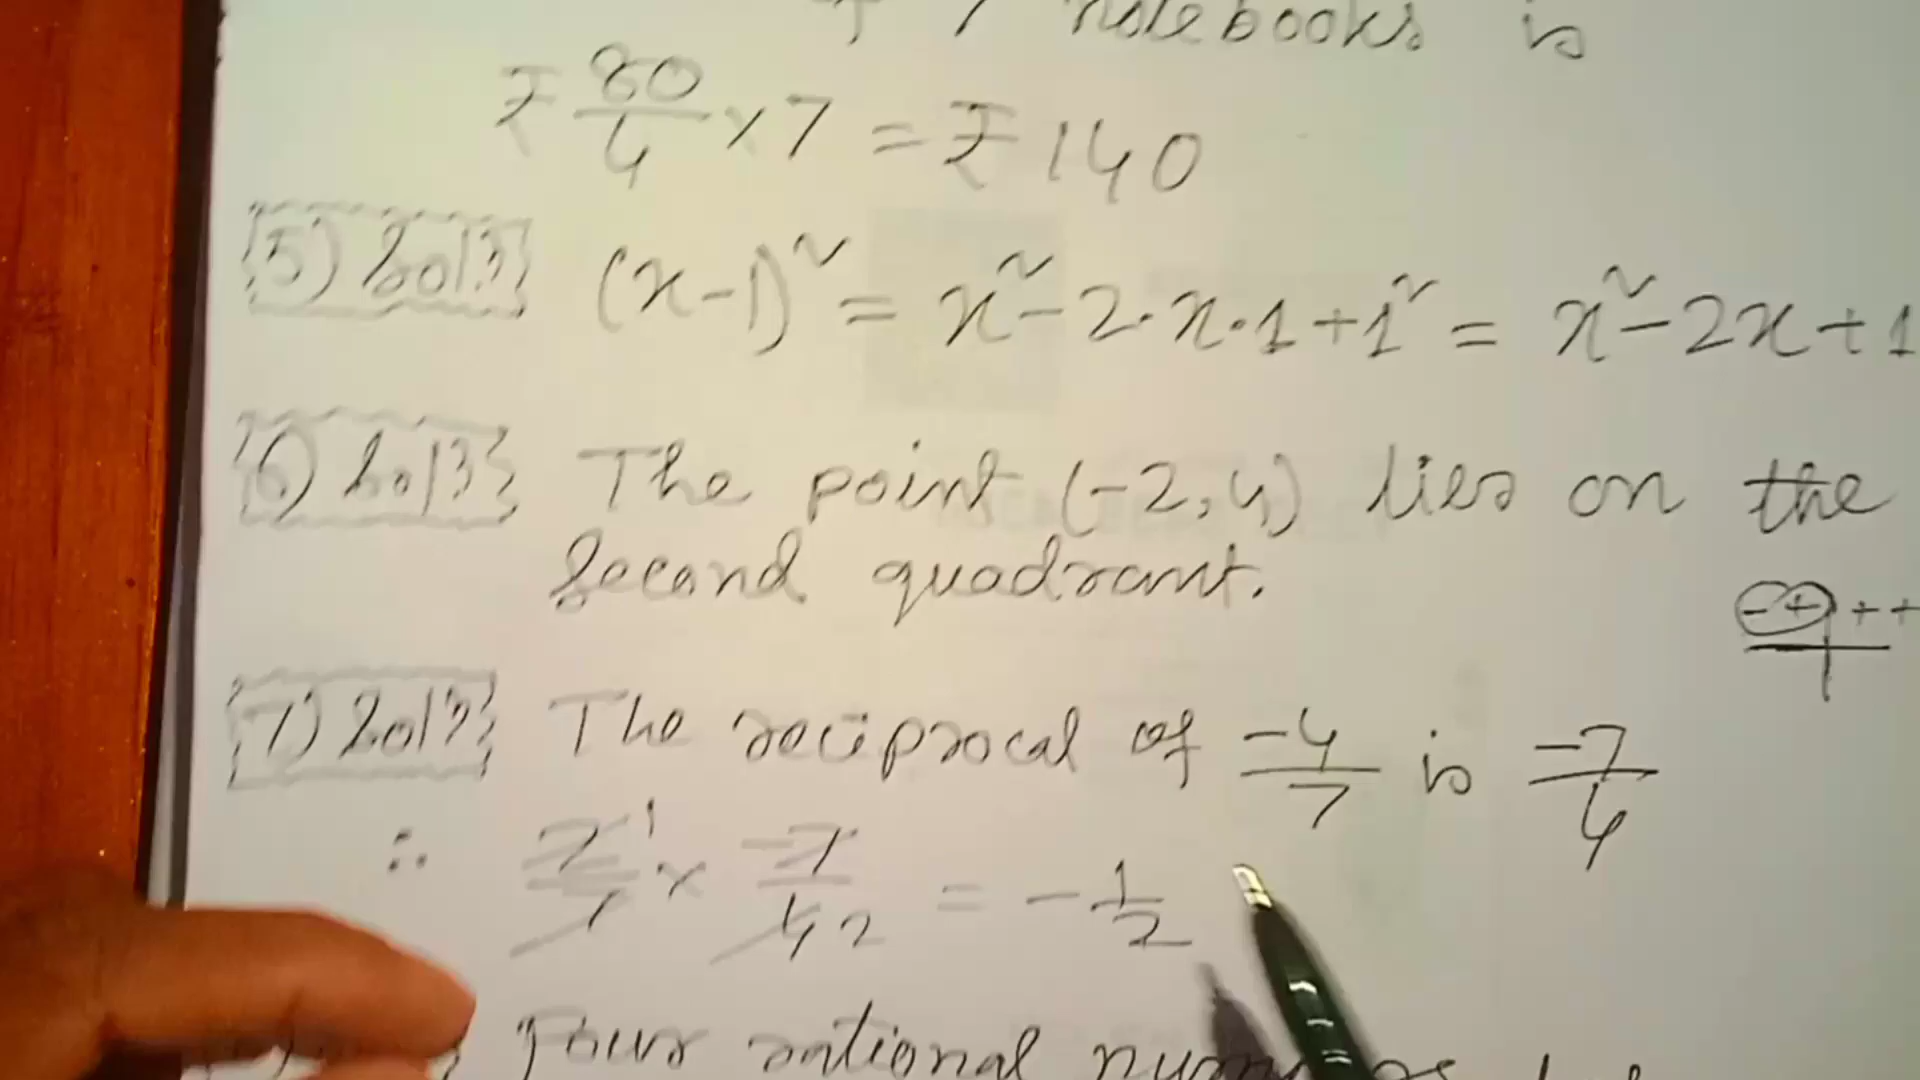 7 notebooks is
₹ 80/4 × 7 = ₹ 140
5) Sol: (x-1)² = x² - 2·x·1 + 1² = x² - 2x + 1
6) Sol: The point (-2, 4) lies on the
second quadrant.
- + + +
7) Sol: The reciprocal of -4/7 is -7/4
∴ 2/7 × -7/4 = -1/2
Four rational